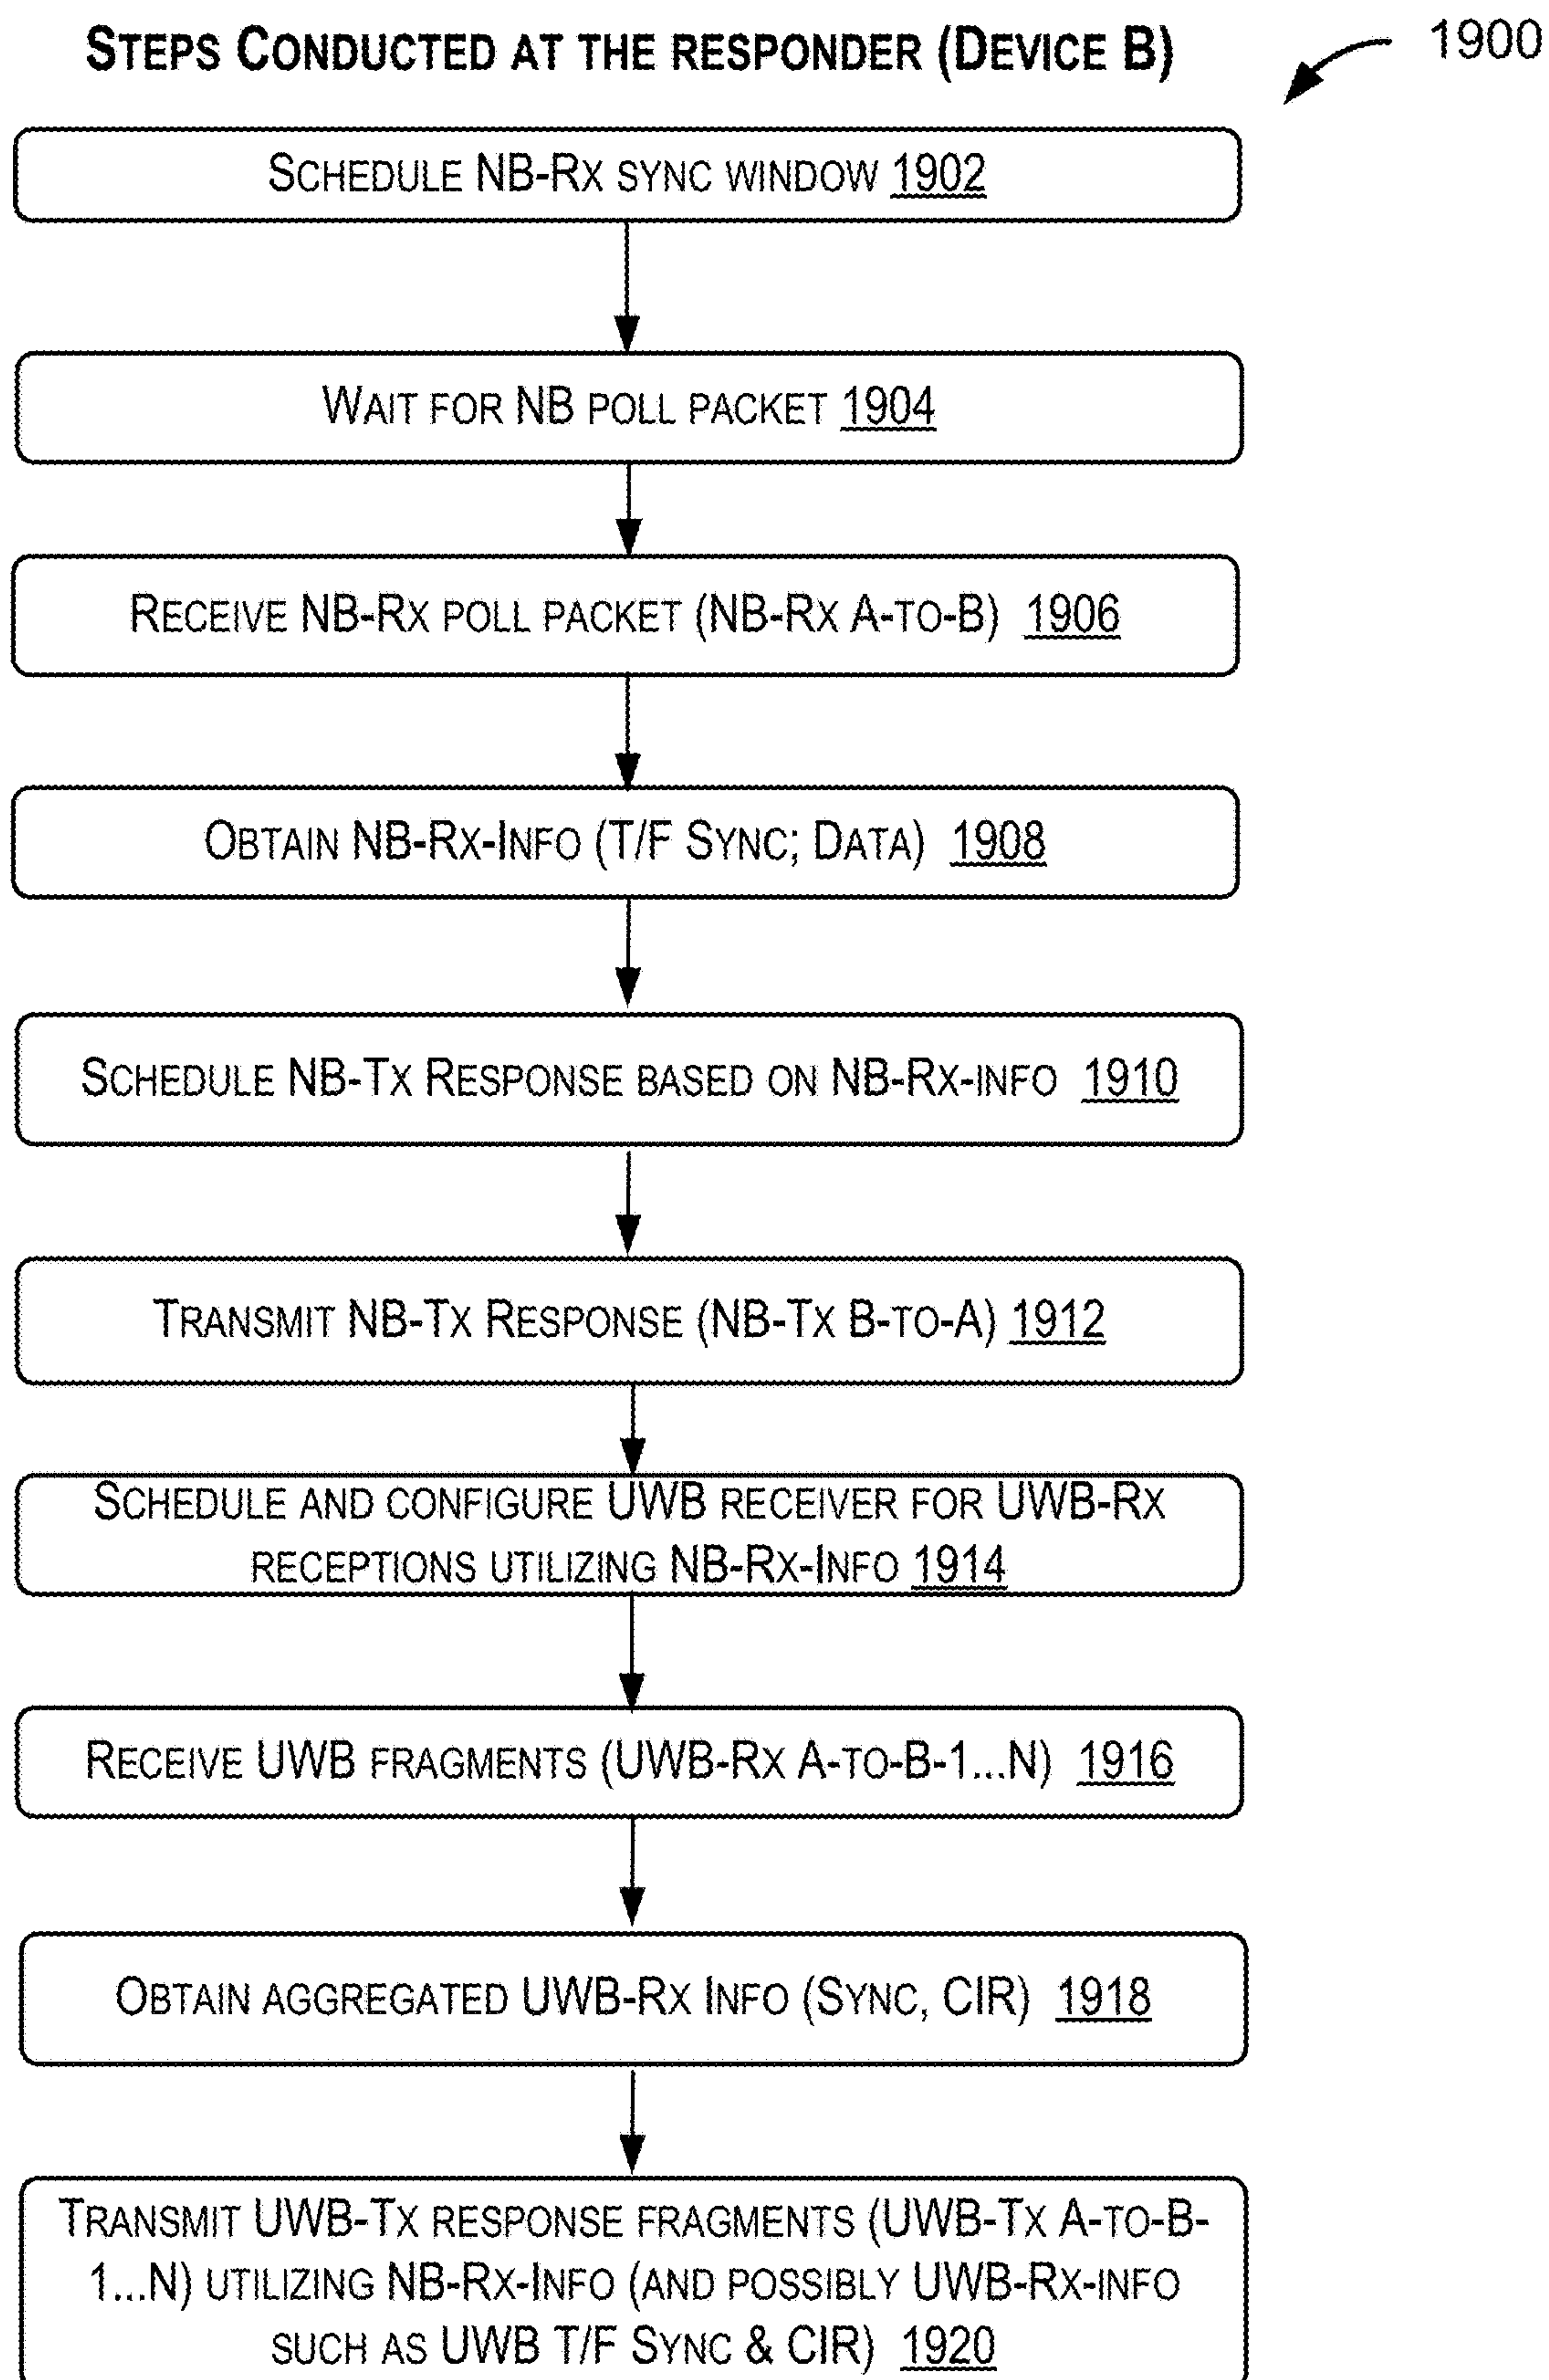 STEPS CONDUCTED AT THE RESPONDER (DEVICE B)
1900
SCHEDULE NB-RX SYNC WINDOW 1902
WAIT FOR NB POLL PACKET 1904
RECEIVE NB-RX POLL PACKET (NB-RX A-TO-B) 1906
OBTAIN NB-RX-INFO (T/F SYNC; DATA) 1908
SCHEDULE NB-TX RESPONSE BASED ON NB-RX-INFO 1910
TRANSMIT NB-TX RESPONSE (NB-TX B-TO-A) 1912
SCHEDULE AND CONFIGURE UWB RECEIVER FOR UWB-RX
RECEPTIONS UTILIZING NB-RX-INFO 1914
RECEIVE UWB FRAGMENTS (UWB-RX A-TO-B-1...N) 1916
OBTAIN AGGREGATED UWB-RX INFO (SYNC, CIR) 1918
TRANSMIT UWB-TX RESPONSE FRAGMENTS (UWB-TX A-TO-B-
1...N) UTILIZING NB-RX-INFO (AND POSSIBLY UWB-RX-INFO
SUCH AS UWB T/F SYNC & CIR) 1920